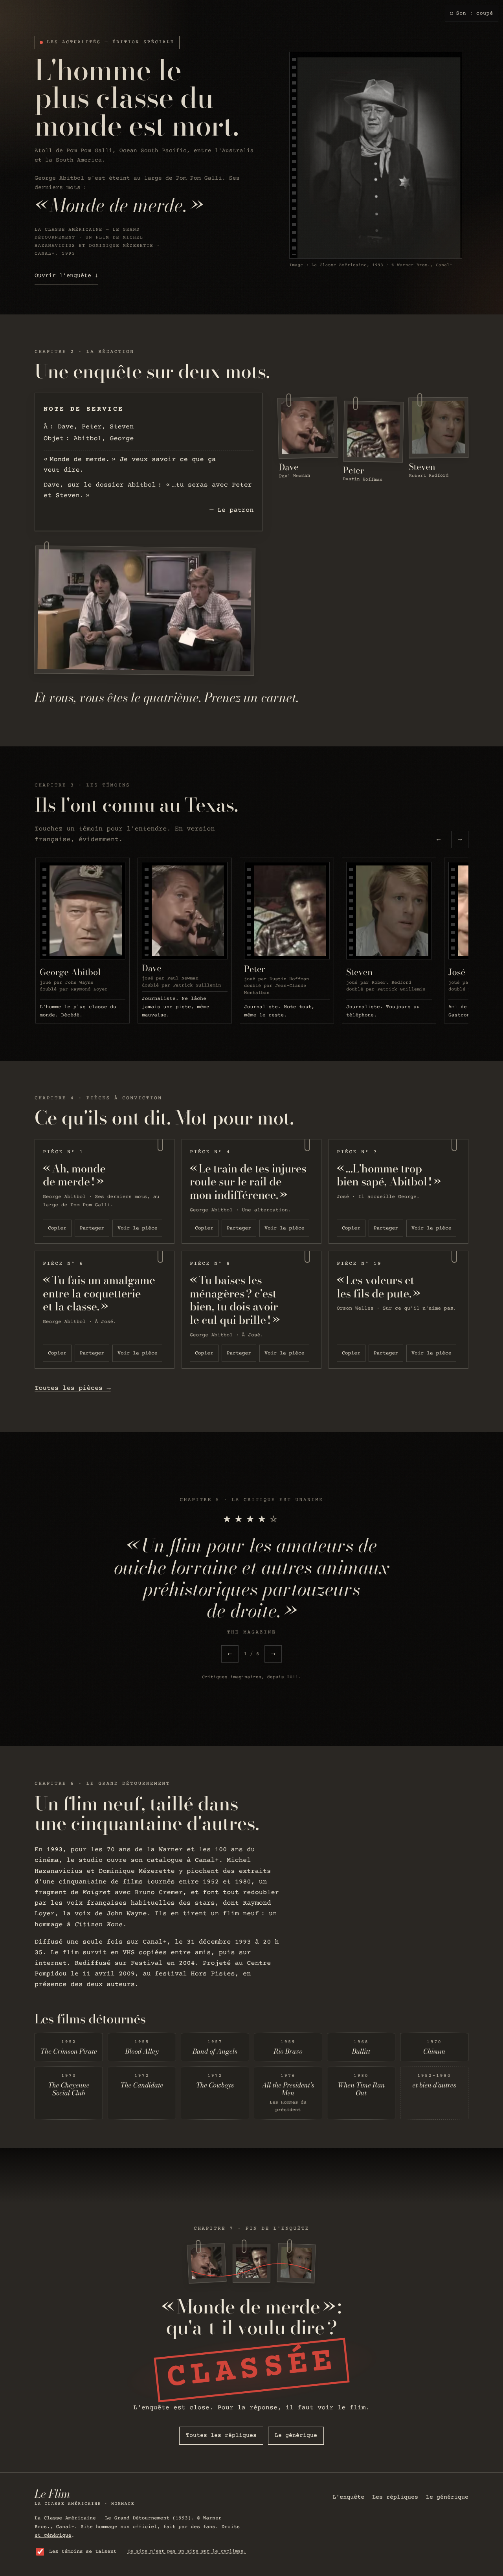 Son : coupé
LES ACTUALITÉS — ÉDITION SPÉCIALE
L'homme le
plus classe du
monde est mort.
Atoll de Pom Pom Galli, Ocean South Pacific, entre l'Australia
et la South America.
George Abitbol s'est éteint au large de Pom Pom Galli. Ses
derniers mots :
« Monde de merde. »
LA CLASSE AMÉRICAINE — LE GRAND
DÉTOURNEMENT · UN FLIM DE MICHEL
HAZANAVICIUS ET DOMINIQUE MÉZERETTE ·
CANAL+, 1993
Ouvrir l'enquête ↓
Image : La Classe Américaine, 1993 · © Warner Bros., Canal+
CHAPITRE 2 · LA RÉDACTION
Une enquête sur deux mots.
NOTE DE SERVICE
À : Dave, Peter, Steven
Objet : Abitbol, George
« Monde de merde. » Je veux savoir ce que ça
veut dire.
Dave, sur le dossier Abitbol : « …tu seras avec Peter
et Steven. »
— Le patron
Dave
Paul Newman
Peter
Dustin Hoffman
Steven
Robert Redford
Et vous, vous êtes le quatrième. Prenez un carnet.
CHAPITRE 3 · LES TÉMOINS
Ils l'ont connu au Texas.
Touchez un témoin pour l'entendre. En version
française, évidemment.
← →
George Abitbol
joué par John Wayne
doublé par Raymond Loyer
L'homme le plus classe du
monde. Décédé.
Dave
joué par Paul Newman
doublé par Patrick Guillemin
Journaliste. Ne lâche
jamais une piste, même
mauvaise.
Peter
joué par Dustin Hoffman
doublé par Jean-Claude
Montalban
Journaliste. Note tout,
même le reste.
Steven
joué par Robert Redford
doublé par Patrick Guillemin
Journaliste. Toujours au
téléphone.
José
joué pa
doublé
Ami de
Gastron
CHAPITRE 4 · PIÈCES À CONVICTION
Ce qu'ils ont dit. Mot pour mot.
PIÈCE N° 1
« Ah, monde
de merde ! »
George Abitbol · Ses derniers mots, au
large de Pom Pom Galli.
Copier Partager Voir la pièce
PIÈCE N° 4
« Le train de tes injures
roule sur le rail de
mon indifférence. »
George Abitbol · Une altercation.
Copier Partager Voir la pièce
PIÈCE N° 7
« …L'homme trop
bien sapé, Abitbol ! »
José · Il accueille George.
Copier Partager Voir la pièce
PIÈCE N° 6
« Tu fais un amalgame
entre la coquetterie
et la classe. »
George Abitbol · À José.
Copier Partager Voir la pièce
PIÈCE N° 8
« Tu baises les
ménagères ? c'est
bien, tu dois avoir
le cul qui brille ! »
George Abitbol · À José.
Copier Partager Voir la pièce
PIÈCE N° 19
« Les voleurs et
les fils de pute. »
Orson Welles · Sur ce qu'il n'aime pas.
Copier Partager Voir la pièce
Toutes les pièces →
CHAPITRE 5 · LA CRITIQUE EST UNANIME
★★★★☆
« Un flim pour les amateurs de
ouiche lorraine et autres animaux
préhistoriques partouzeurs
de droite. »
THE MAGAZINE
←
→
Critiques imaginaires, depuis 2011.
CHAPITRE 6 · LE GRAND DÉTOURNEMENT
Un flim neuf, taillé dans
une cinquantaine d'autres.
En 1993, pour les 70 ans de la Warner et les 100 ans du
cinéma, le studio ouvre son catalogue à Canal+. Michel
Hazanavicius et Dominique Mézerette y piochent des extraits
d'une cinquantaine de films tournés entre 1952 et 1980, un
fragment de Maigret avec Bruno Cremer, et font tout redoubler
par les voix françaises habituelles des stars, dont Raymond
Loyer, la voix de John Wayne. Ils en tirent un flim neuf : un
hommage à Citizen Kane.
Diffusé une seule fois sur Canal+, le 31 décembre 1993 à 20 h
35. Le flim survit en VHS copiées entre amis, puis sur
internet. Rediffusé sur Festival en 2004. Projeté au Centre
Pompidou le 11 avril 2009, au festival Hors Pistes, en
présence des deux auteurs.
Les films détournés
1952
The Crimson Pirate
1955
Blood Alley
1957
Band of Angels
1959
Rio Bravo
1968
Bullitt
1970
Chisum
1970
The Cheyenne
Social Club
1972
The Candidate
1972
The Cowboys
1976
All the President's
Men
Les Hommes du
président
1980
When Time Ran
Out
1952–1980
et bien d'autres
CHAPITRE 7 · FIN DE L'ENQUÊTE
« Monde de merde » :
qu'a-t-il voulu dire ?
CLASSÉE
L'enquête est close. Pour la réponse, il faut voir le flim.
Toutes les répliques Le générique
Le Flim
LA CLASSE AMÉRICAINE · HOMMAGE
L'enquête Les répliques Le générique
La Classe Américaine — Le Grand Détournement (1993). © Warner
Bros., Canal+. Site hommage non officiel, fait par des fans. Droits
et générique.
Les témoins se taisent
Ce site n'est pas un site sur le cyclisme.